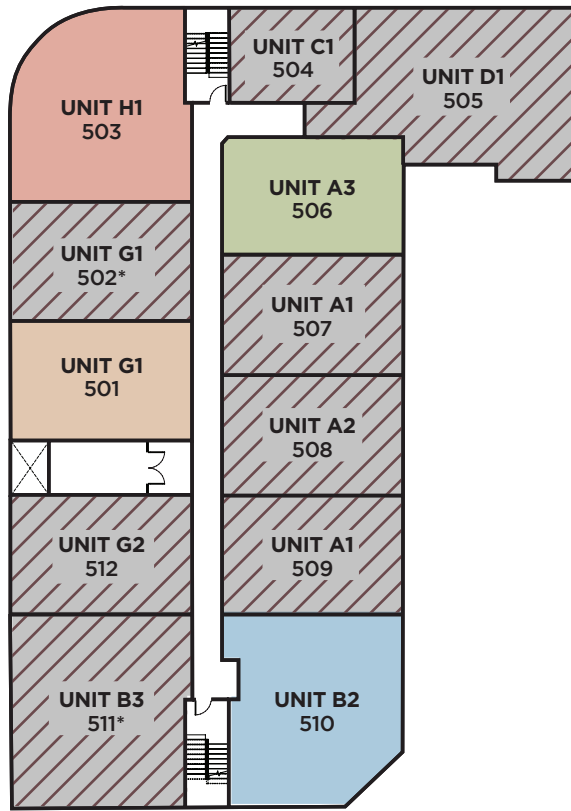 UNIT C1
504
UNIT D1
505
UNIT H1
503
UNIT A3
506
UNIT G1
502*
UNIT A1
507
UNIT G1
501
UNIT A2
508
UNIT G2
512
UNIT A1
509
UNIT B3
511*
UNIT B2
510